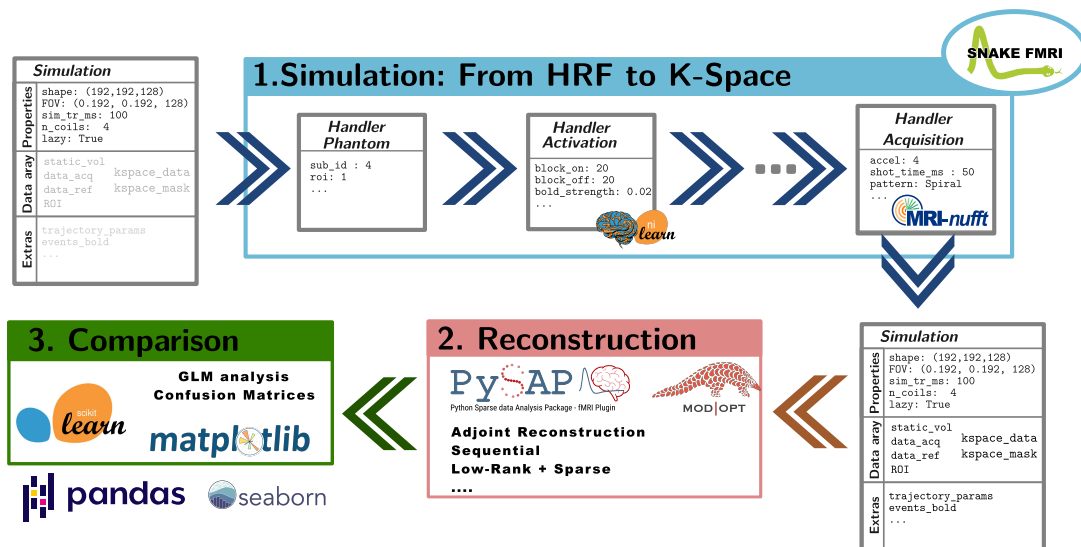 SNAKE FMRI
Simulation
Properties
shape: (192,192,128)
FOV: (0.192, 0.192, 128)
sim_tr_ms: 100
n_coils: 4
lazy: True
Data aray
static_vol
data_acq
kspace_data
data_ref
kspace_mask
ROI
Extras
trajectory_params
events_bold
...
1.Simulation: From HRF to K-Space
Handler
Phantom
sub_id : 4
roi: 1
...
Handler
Activation
block_on: 20
block_off: 20
bold_strength: 0.02
...
ni
learn
Handler
Acquisition
accel: 4
shot_time_ms : 50
pattern: Spiral
...
MRI-nufft
3. Comparison
GLM analysis
Confusion Matrices
scikit
learn
matplotlib
pandas
seaborn
2. Reconstruction
PySAP
Python Sparse data Analysis Package - fMRI Plugin
MOD|OPT
Adjoint Reconstruction
Sequential
Low-Rank + Sparse
....
Simulation
Properties
shape: (192,192,128)
FOV: (0.192, 0.192, 128)
sim_tr_ms: 100
n_coils: 4
lazy: True
Data aray
static_vol
data_acq
kspace_data
data_ref
kspace_mask
ROI
Extras
trajectory_params
events_bold
...